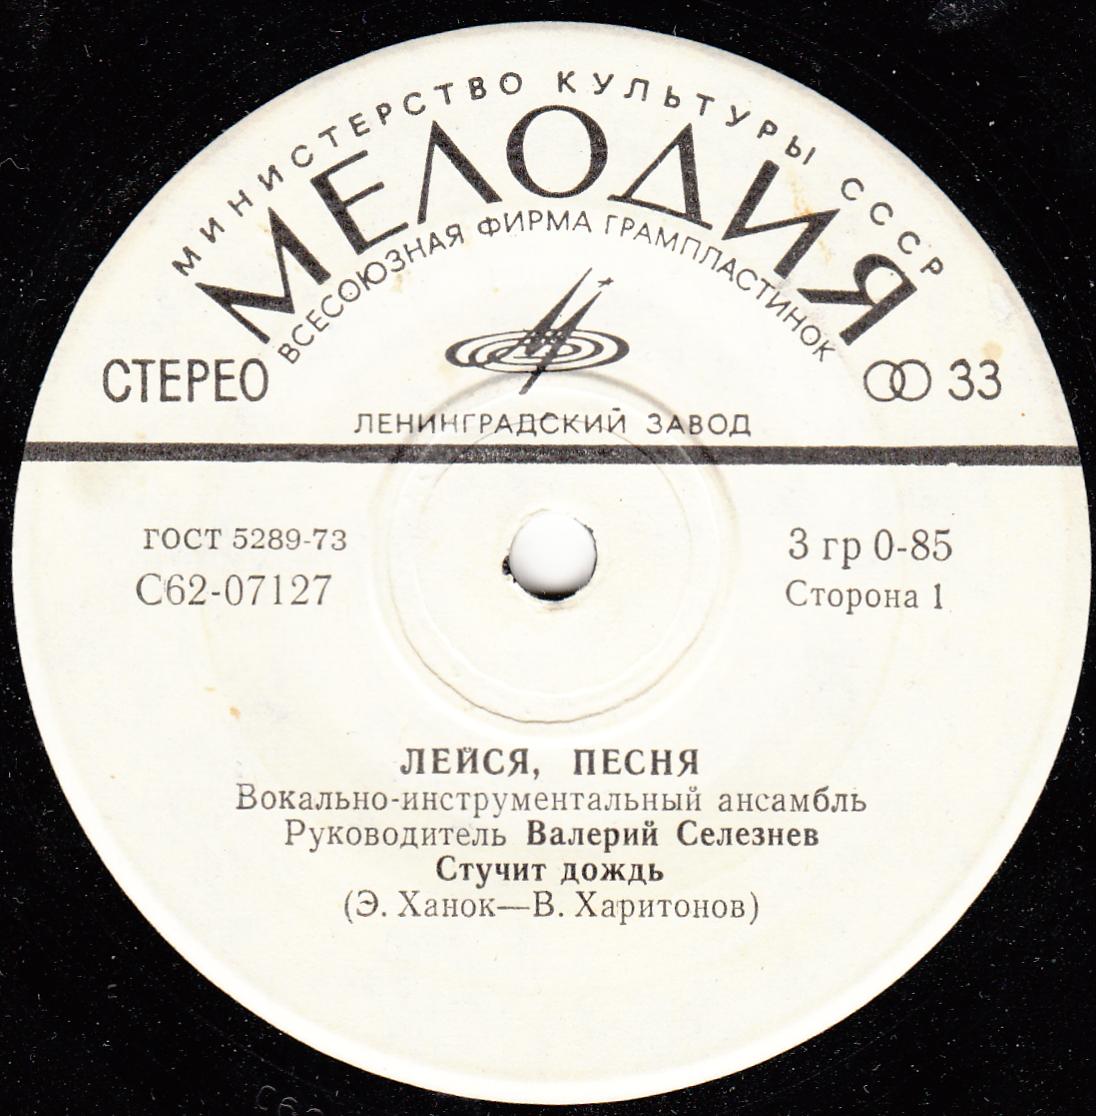 МИНИСТЕРСТВО КУЛЬТУРЫ СССР
МЕЛОДИЯ
ВСЕСОЮЗНАЯ ФИРМА ГРАМПЛАСТИНОК
СТЕРЕО
33
ЛЕНИНГРАДСКИЙ ЗАВОД
ГОСТ 5289-73
С62-07127
3 гр 0-85
Сторона 1
ЛЕЙСЯ, ПЕСНЯ
Вокально-инструментальный ансамбль
Руководитель Валерий Селезнев
Стучит дождь
(Э. Ханок—В. Харитонов)